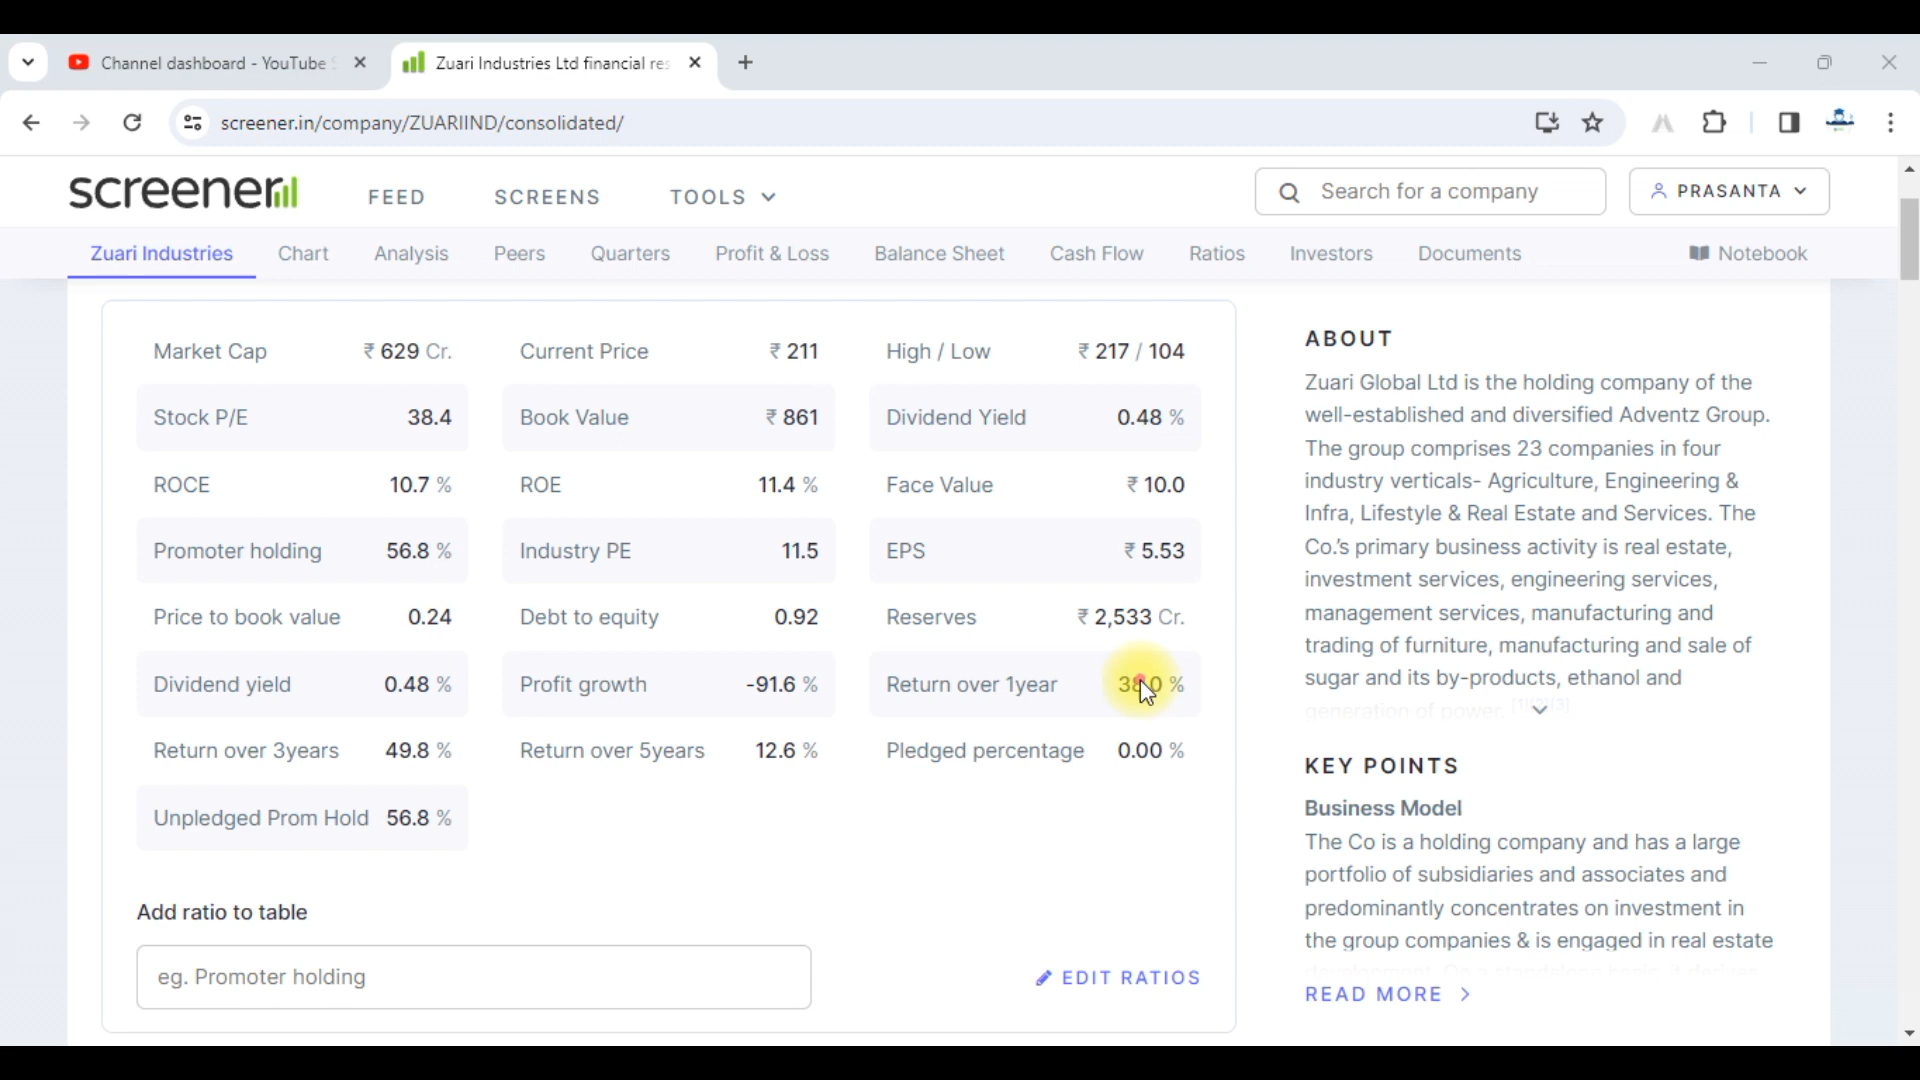 Channel dashboard - YouTube
Zuari Industries Ltd financial res
screener.in/company/ZUARIIND/consolidated/
screener
FEED
SCREENS
TOOLS
Search for a company
PRASANTA
Zuari Industries
Chart
Analysis
Peers
Quarters
Profit & Loss
Balance Sheet
Cash Flow
Ratios
Investors
Documents
Notebook
Market Cap ₹ 629 Cr.
Current Price ₹ 211
High / Low ₹ 217 / 104
Stock P/E 38.4
Book Value ₹ 861
Dividend Yield 0.48 %
ROCE 10.7 %
ROE 11.4 %
Face Value ₹ 10.0
Promoter holding 56.8 %
Industry PE 11.5
EPS ₹ 5.53
Price to book value 0.24
Debt to equity 0.92
Reserves ₹ 2,533 Cr.
Dividend yield 0.48 %
Profit growth -91.6 %
Return over 1year 38.0 %
Return over 3years 49.8 %
Return over 5years 12.6 %
Pledged percentage 0.00 %
Unpledged Prom Hold 56.8 %
Add ratio to table
eg. Promoter holding
EDIT RATIOS
ABOUT
Zuari Global Ltd is the holding company of the
well-established and diversified Adventz Group.
The group comprises 23 companies in four
industry verticals- Agriculture, Engineering &
Infra, Lifestyle & Real Estate and Services. The
Co.'s primary business activity is real estate,
investment services, engineering services,
management services, manufacturing and
trading of furniture, manufacturing and sale of
sugar and its by-products, ethanol and
generation of power.
KEY POINTS
Business Model
The Co is a holding company and has a large
portfolio of subsidiaries and associates and
predominantly concentrates on investment in
the group companies & is engaged in real estate
READ MORE